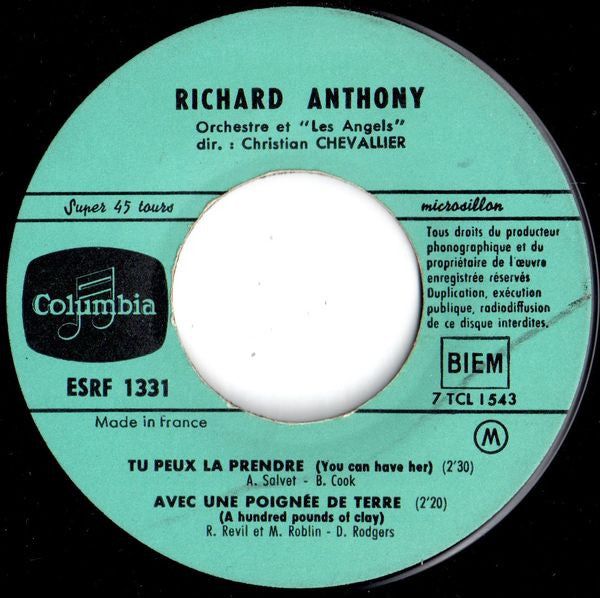 RICHARD ANTHONY
Orchestre et "Les Angels"
dir. : Christian CHEVALLIER
Super 45 tours
microsillon
Tous droits du producteur
phonographique et du
propriétaire de l'œuvre
enregistrée réservés
Duplication, exécution
publique, radiodiffusion
de ce disque interdites.
Columbia
ESRF 1331
BIEM
7 TCL 1543
Made in France
M
TU PEUX LA PRENDRE (You can have her) (2'30)
A. Salvet - B. Cook
AVEC UNE POIGNÉE DE TERRE (2'20)
(A hundred pounds of clay)
R. Revil et M. Roblin - D. Rodgers